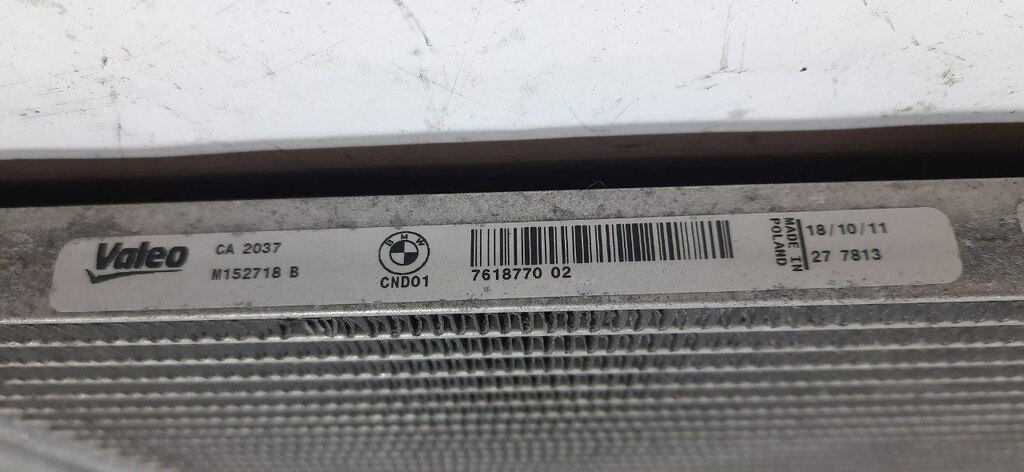 Valeo
CA 2037
M152718 B
BMW
CND01
7618770 02
MADE IN
POLAND
18/10/11
27 7813